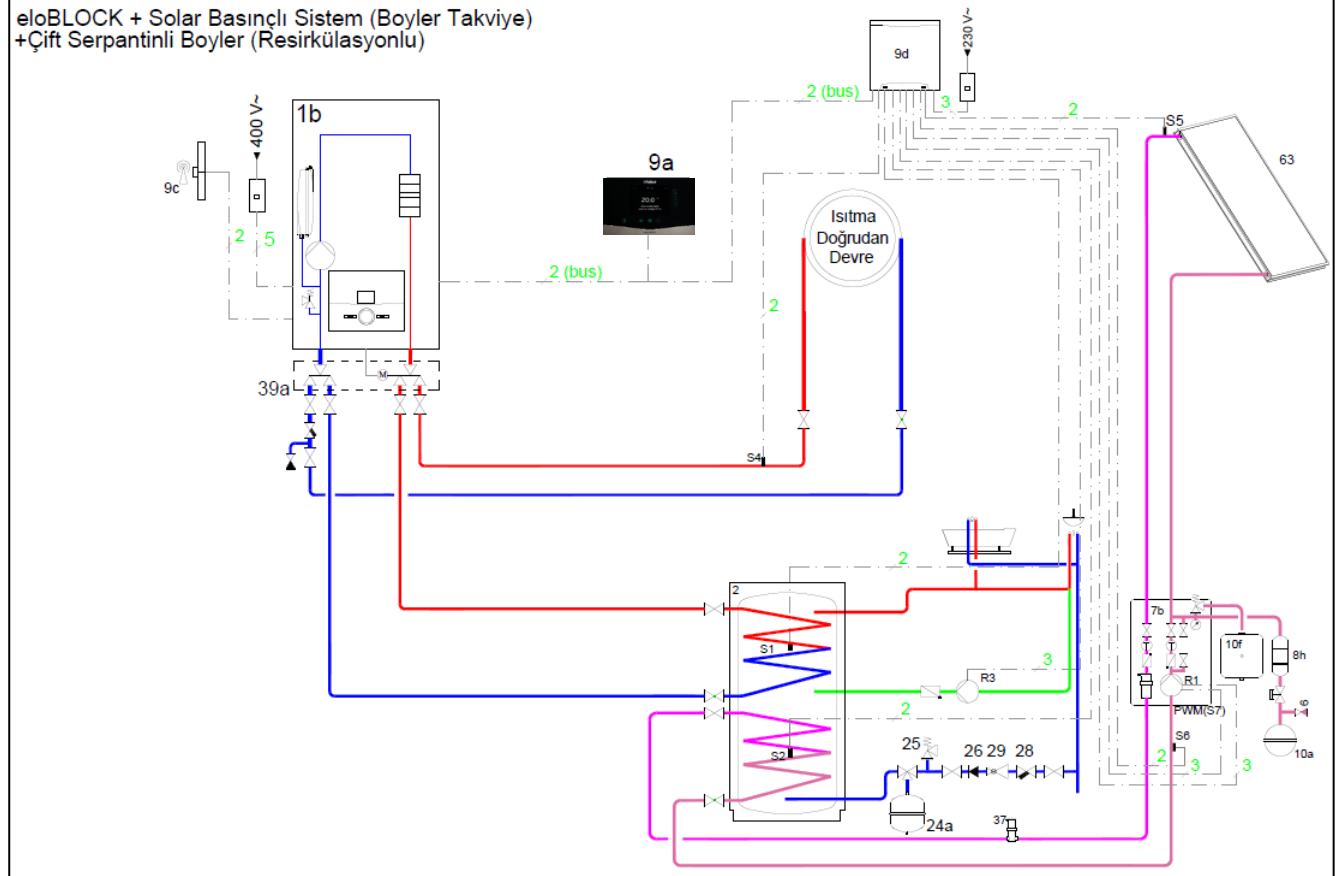 eloBLOCK + Solar Basınçlı Sistem (Boyler Takviye)
+Çift Serpantinli Boyler (Resirkülasyonlu)
1b
400 V~
9c
2
5
39a
M
2 (bus)
9a
20.0°
2 (bus)
9d
230 V~
3
2
S5
63
Isıtma
Doğrudan
Devre
2
S4
2
2
S1
S2
2
R3
3
25
26
29
28
24a
37
7b
10f
8h
R1
PWM(S7)
6
10a
S6
2
3
3